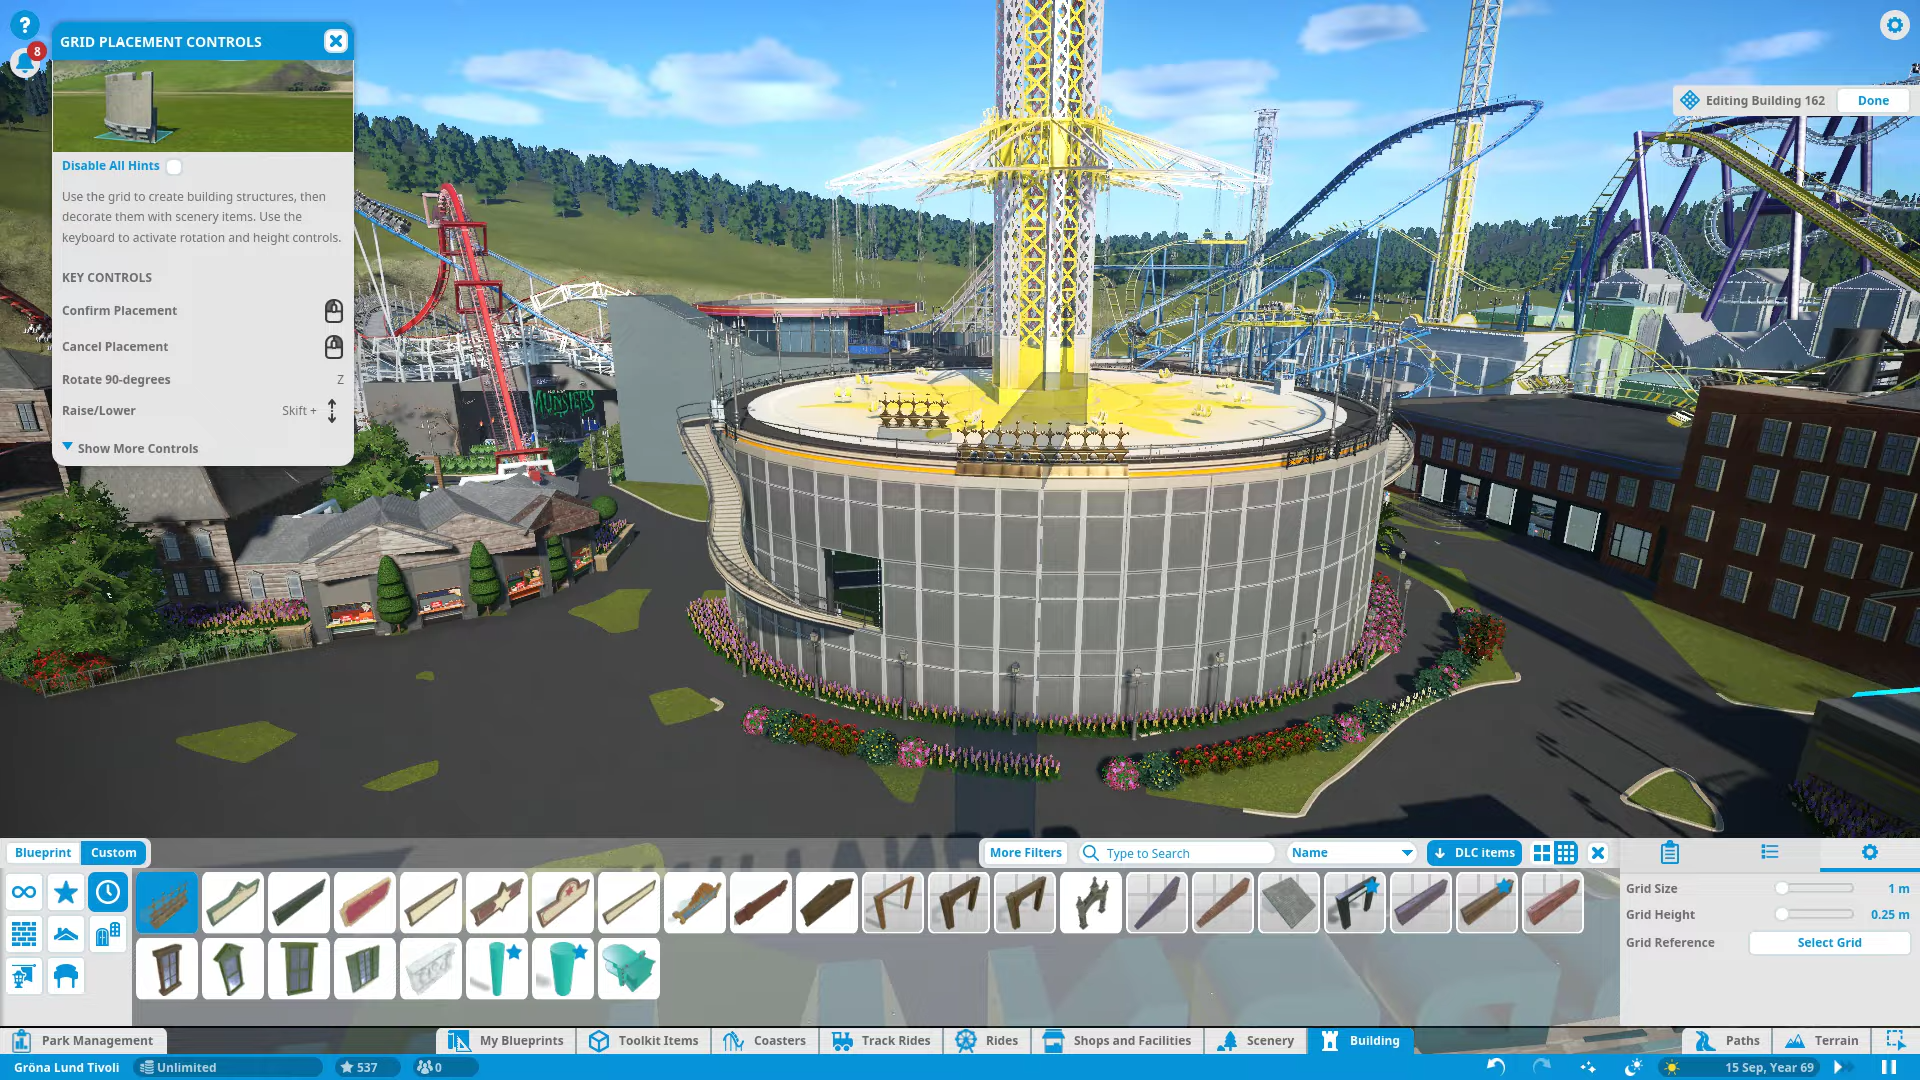 ?
8
GRID PLACEMENT CONTROLS
Disable All Hints
Use the grid to create building structures, then
decorate them with scenery items. Use the
keyboard to activate rotation and height controls.
KEY CONTROLS
Confirm Placement
Cancel Placement
Rotate 90-degrees Z
Raise/Lower Skift +
Show More Controls
Editing Building 162 Done
MUNSTERS
Blueprint Custom
More Filters Type to Search Name DLC items
Grid Size 1 m
Grid Height 0.25 m
Grid Reference Select Grid
Park Management My Blueprints Toolkit Items Coasters Track Rides Rides Shops and Facilities Scenery Building Paths Terrain
Gröna Lund Tivoli Unlimited 537 0 15 Sep, Year 69